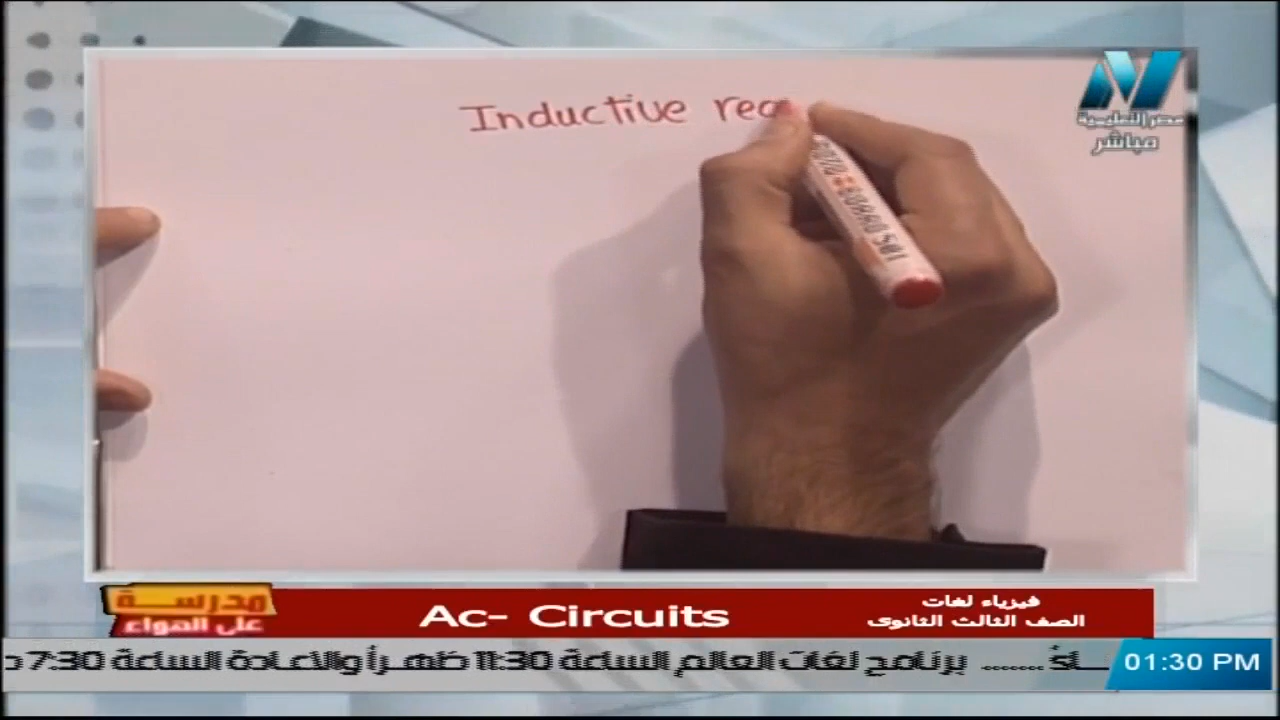 Inductive rea
مصر التعليمية
مباشر
مدرسة
على الهواء
Ac- Circuits
فيزياء لغات
الصف الثالث الثانوى
برنامج لغات العالم الساعة 11:30 ظهرأ والاعادة الساعة 7:30
01:30 PM